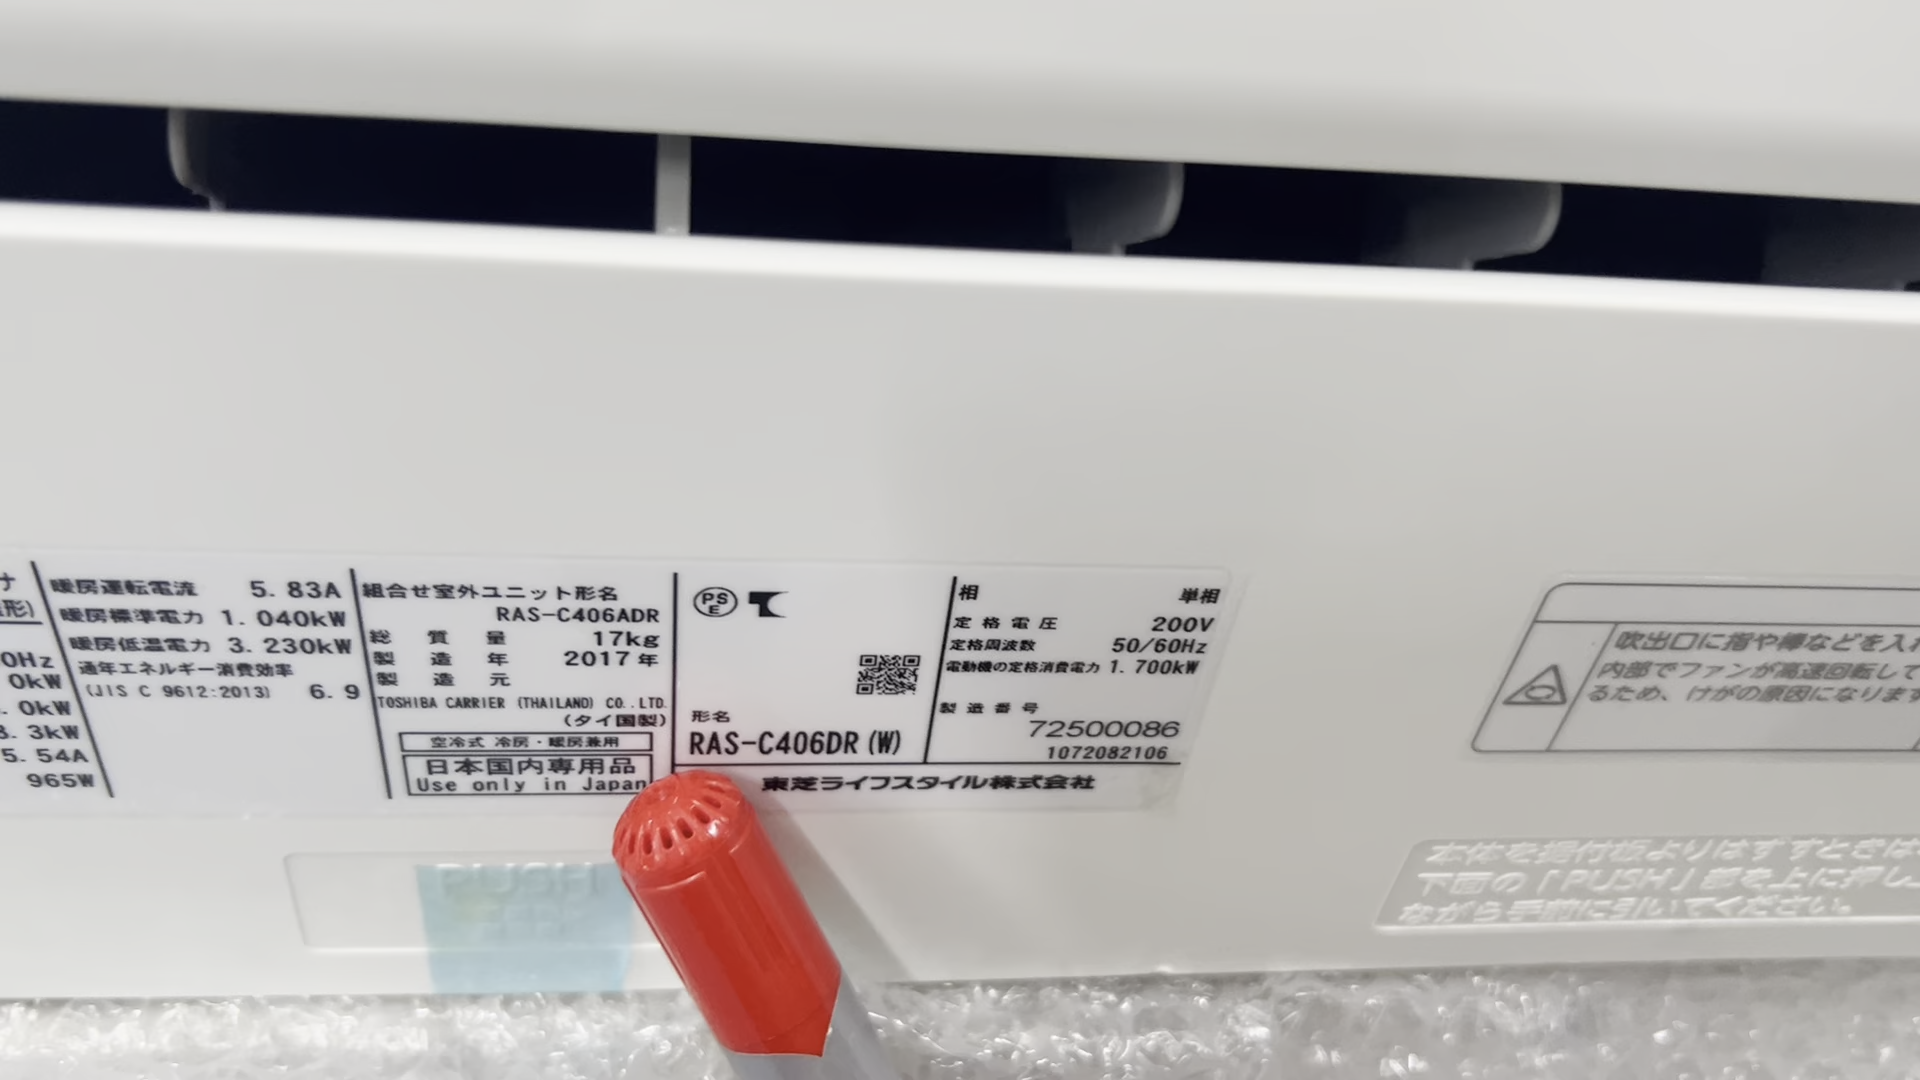 暖房運転電流 5.83A
暖房標準電力 1.040kW
暖房低温電力 3.230kW
通年エネルギー消費効率
(JIS C 9612:2013) 6.9
0Hz
0kW
.0kW
3.3kW
5.54A
965W
組合せ室外ユニット形名
RAS-C406ADR
総質量 17kg
製造年 2017年
製造元
TOSHIBA CARRIER (THAILAND) CO.,LTD.
(タイ国製)
空冷式 冷房・暖房兼用
日本国内専用品
Use only in Japan
PS
E
形名
RAS-C406DR(W)
相 単相
定格電圧 200V
定格周波数 50/60Hz
電動機の定格消費電力 1.700kW
製造番号
72500086
1072082106
東芝ライフスタイル株式会社
吹出口に指や棒などを入れ
内部でファンが高速回転して
るため、けがの原因になります
PUSH
本体を据付板よりはずすときは
下面の「PUSH」部を上に押し
ながら手前に引いてください。